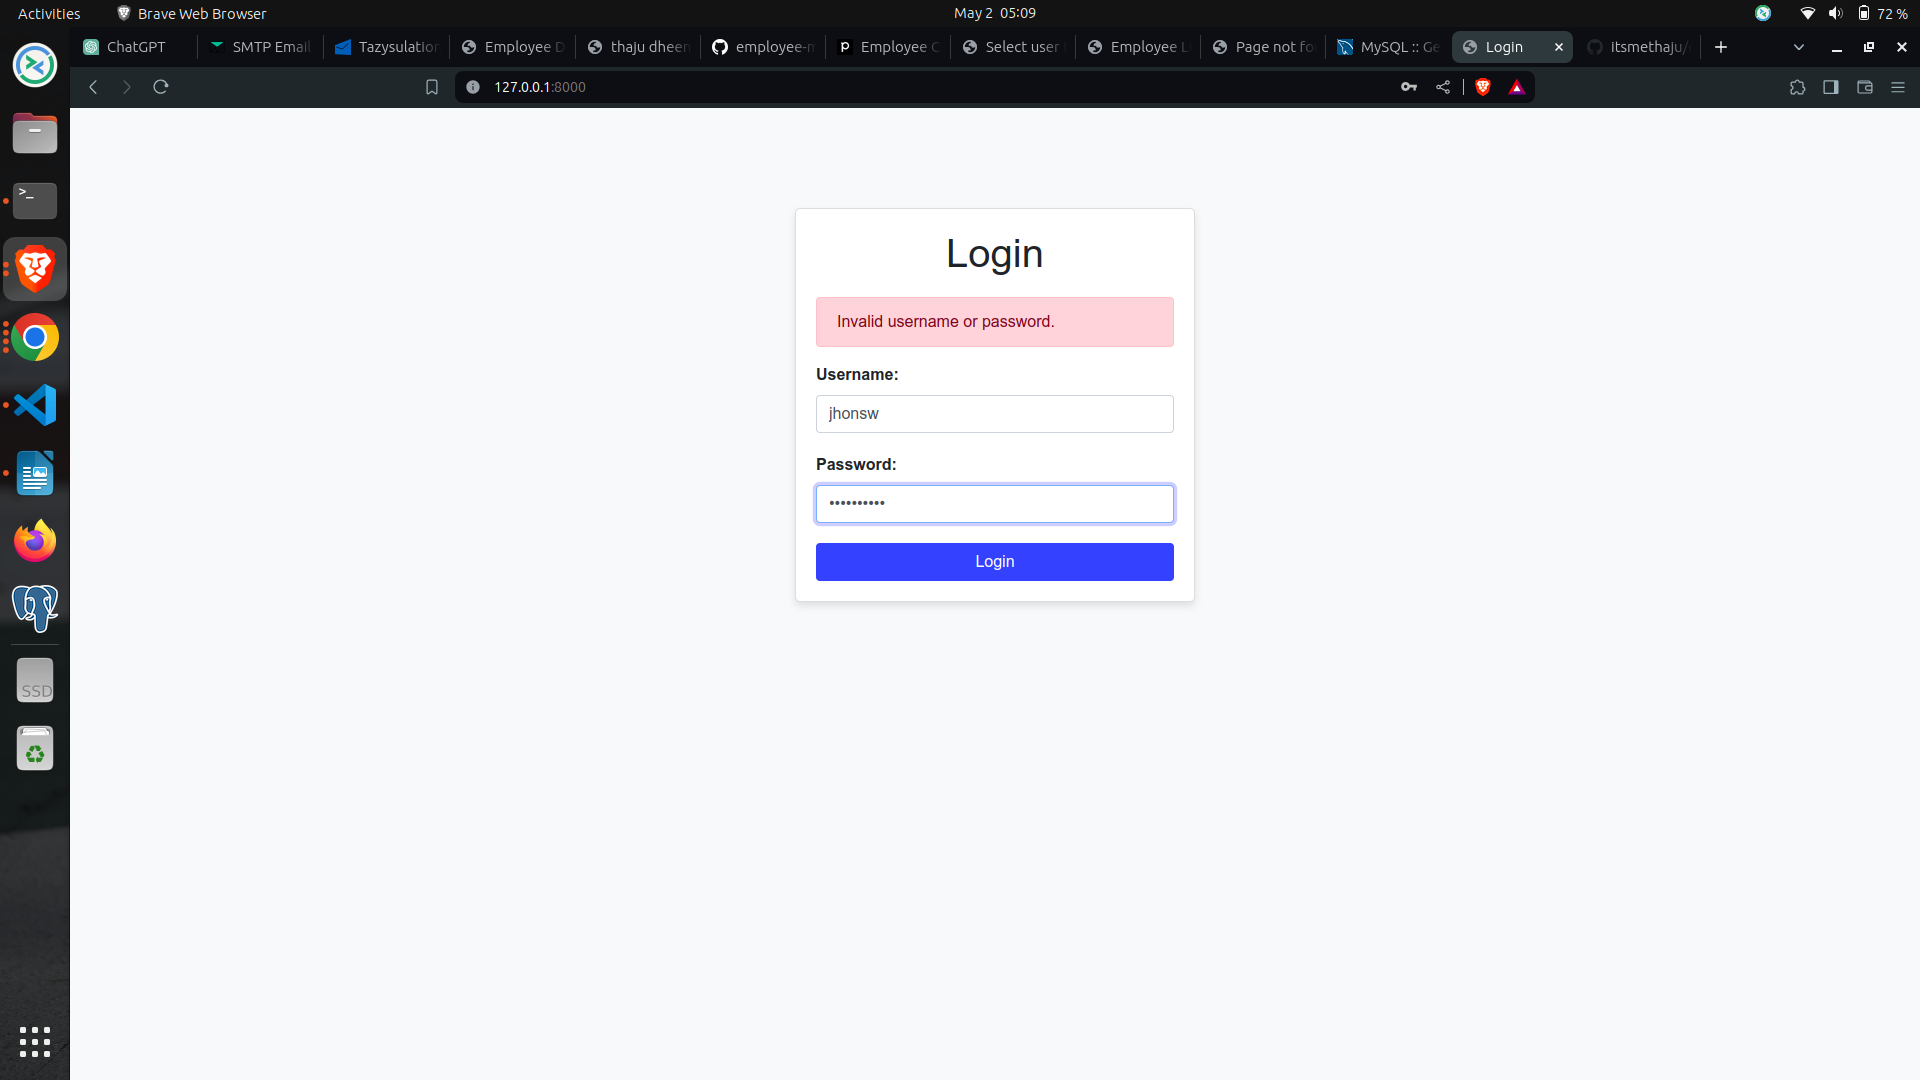 Activities
Brave Web Browser
May 2 05:09
72 %
ChatGPT
SMTP Email
Tazysulation
Employee D
thaju dheen
employee-m
Employee C
Select user
Employee L
Page not fo
MySQL :: Ge
Login
itsmethaju/
127.0.0.1:8000
Login
Invalid username or password.
Username:
jhonsw
Password:
••••••••••
Login
>_
SSD